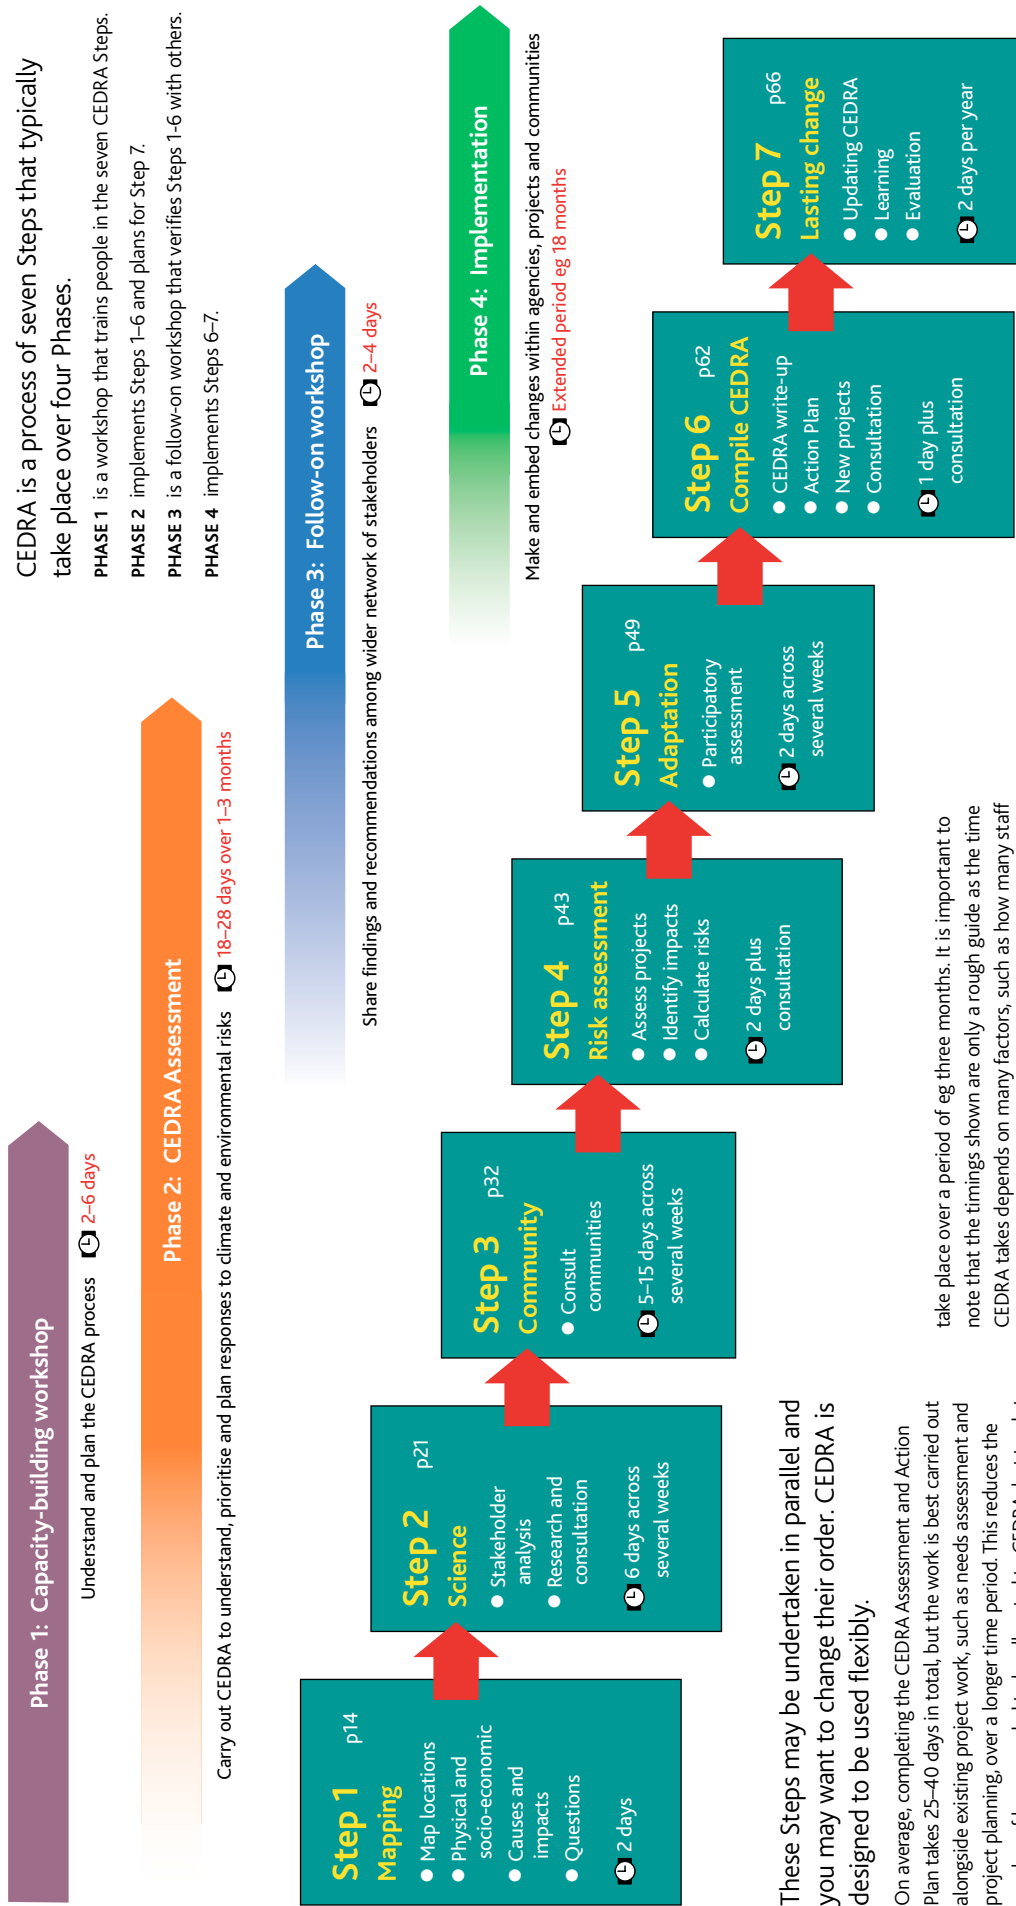 CEDRA is a process of seven Steps that typically
take place over four Phases.
PHASE 1 is a workshop that trains people in the seven CEDRA Steps.
PHASE 2 implements Steps 1–6 and plans for Step 7.
PHASE 3 is a follow-on workshop that verifies Steps 1-6 with others.
PHASE 4 implements Steps 6–7.
Phase 1: Capacity-building workshop
Understand and plan the CEDRA process 2–6 days
Phase 2: CEDRA Assessment
Carry out CEDRA to understand, prioritise and plan responses to climate and environmental risks 18–28 days over 1–3 months
Phase 3: Follow-on workshop
Share findings and recommendations among wider network of stakeholders 2–4 days
Phase 4: Implementation
Make and embed changes within agencies, projects and communities
Extended period eg 18 months
Step 1 p14
Mapping
● Map locations
● Physical and
socio-economic
● Causes and
impacts
● Questions
2 days
Step 2 p21
Science
● Stakeholder
analysis
● Research and
consultation
6 days across
several weeks
Step 3 p32
Community
● Consult
communities
5–15 days across
several weeks
Step 4 p43
Risk assessment
● Assess projects
● Identify impacts
● Calculate risks
2 days plus
consultation
Step 5 p49
Adaptation
● Participatory
assessment
2 days across
several weeks
Step 6 p62
Compile CEDRA
● CEDRA write-up
● Action Plan
● New projects
● Consultation
1 day plus
consultation
Step 7 p66
Lasting change
● Updating CEDRA
● Learning
● Evaluation
2 days per year
These Steps may be undertaken in parallel and
you may want to change their order. CEDRA is
designed to be used flexibly.
On average, completing the CEDRA Assessment and Action
Plan takes 25–40 days in total, but the work is best carried out
alongside existing project work, such as needs assessment and
project planning, over a longer time period. This reduces the
take place over a period of eg three months. It is important to
note that the timings shown are only a rough guide as the time
CEDRA takes depends on many factors, such as how many staff